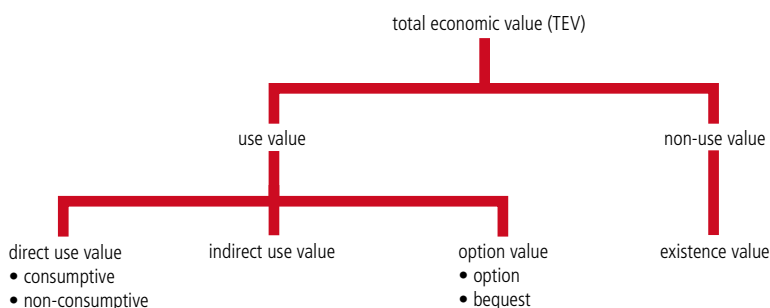 total economic value (TEV)
use value
non-use value
direct use value
• consumptive
• non-consumptive
indirect use value
option value
• option
• bequest
existence value